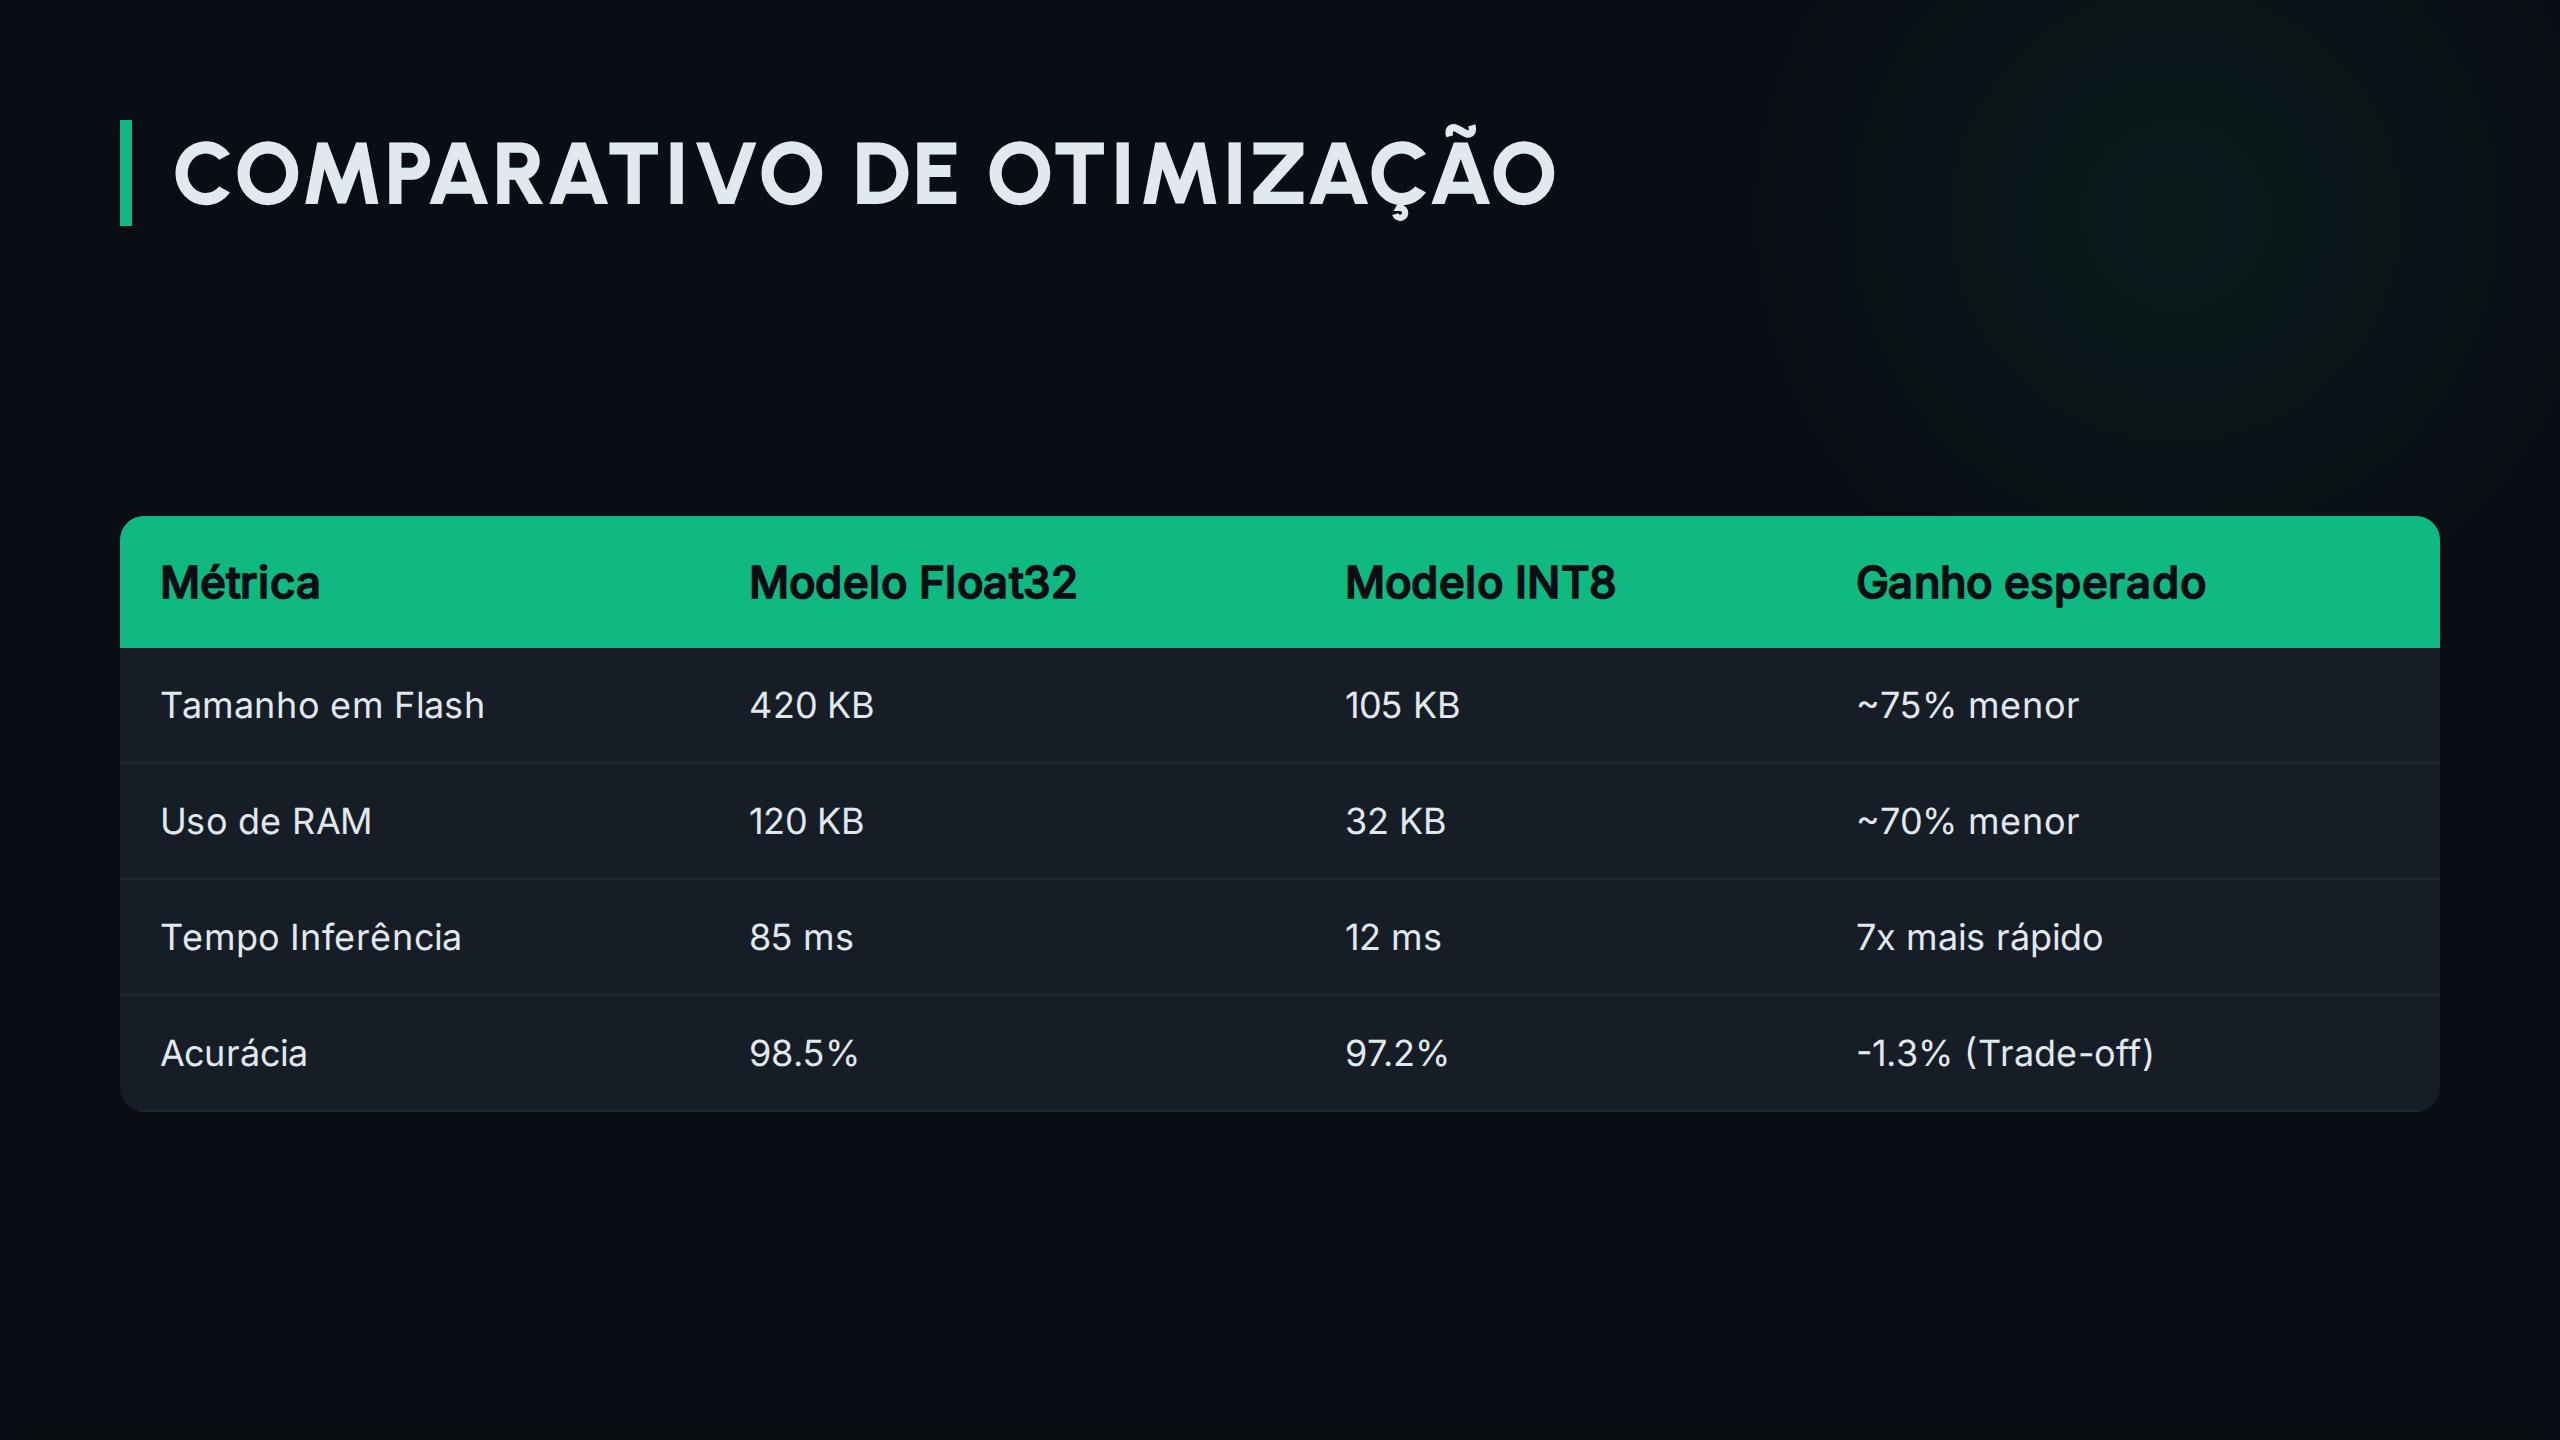 COMPARATIVO DE OTIMIZAÇÃO
Métrica Modelo Float32 Modelo INT8 Ganho esperado
Tamanho em Flash 420 KB 105 KB ~75% menor
Uso de RAM 120 KB 32 KB ~70% menor
Tempo Inferência 85 ms 12 ms 7x mais rápido
Acurácia 98.5% 97.2% -1.3% (Trade-off)